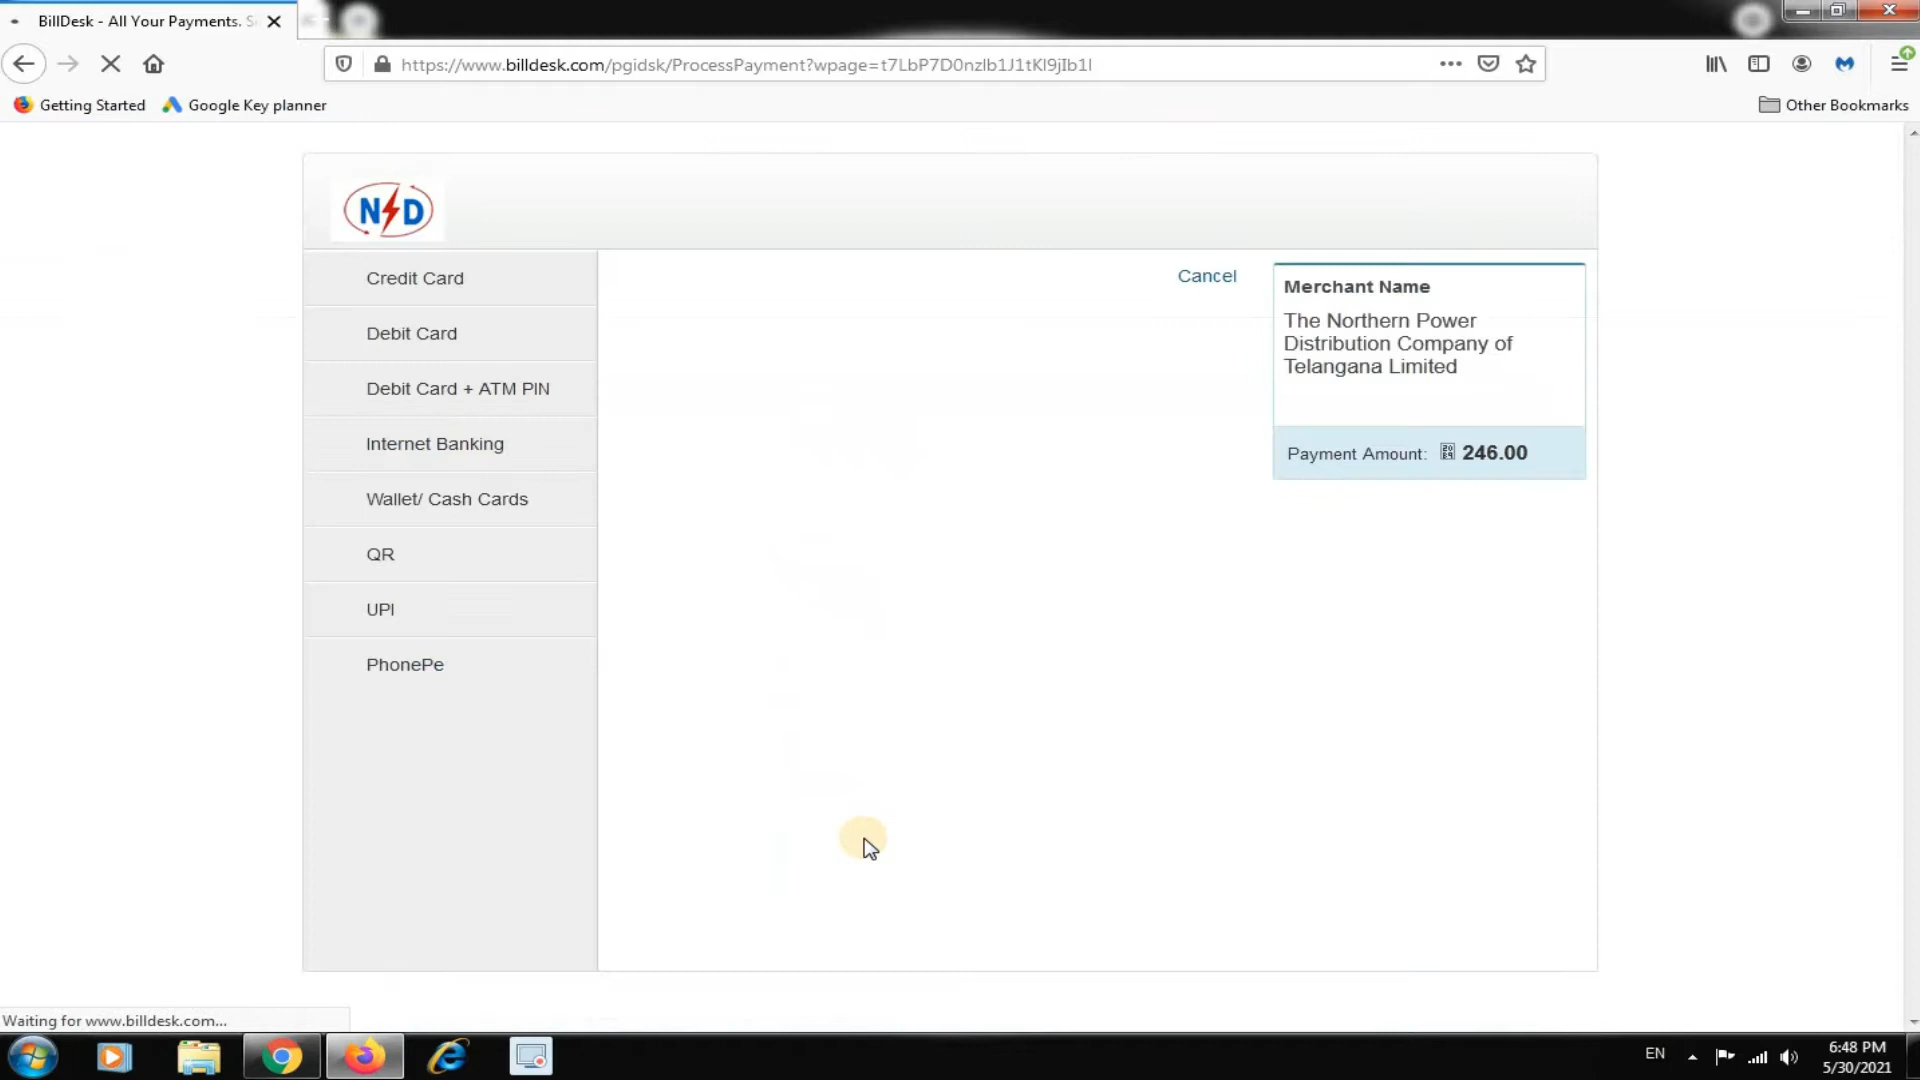 BillDesk - All Your Payments. S
https://www.billdesk.com/pgidsk/ProcessPayment?wpage=t7LbP7D0nzlb1J1tKl9jIb1l
Getting Started
Google Key planner
Other Bookmarks
N D
Credit Card
Debit Card
Debit Card + ATM PIN
Internet Banking
Wallet/ Cash Cards
QR
UPI
PhonePe
Cancel
Merchant Name
The Northern Power
Distribution Company of
Telangana Limited
Payment Amount: 246.00
Waiting for www.billdesk.com...
EN
6:48 PM
5/30/2021